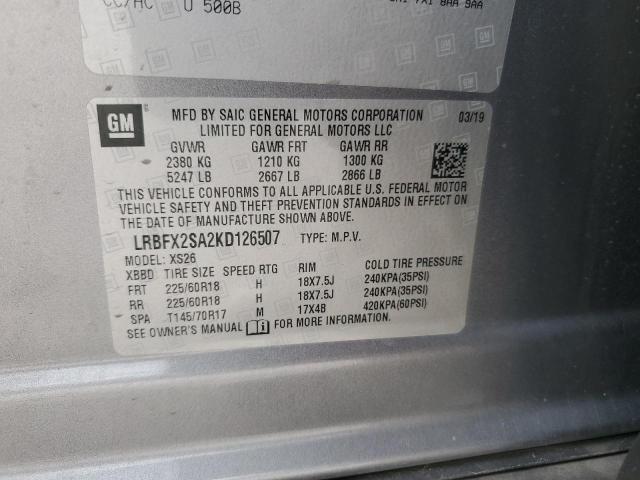 U 500B
GM
MFD BY SAIC GENERAL MOTORS CORPORATION 03/19
LIMITED FOR GENERAL MOTORS LLC
GVWR GAWR FRT GAWR RR
2380 KG 1210 KG 1300 KG
5247 LB 2667 LB 2866 LB
THIS VEHICLE CONFORMS TO ALL APPLICABLE U.S. FEDERAL MOTOR
VEHICLE SAFETY AND THEFT PREVENTION STANDARDS IN EFFECT ON
THE DATE OF MANUFACTURE SHOWN ABOVE.
LRBFX2SA2KD126507 TYPE: M.P.V.
MODEL: XS26
XBBD TIRE SIZE SPEED RTG RIM COLD TIRE PRESSURE
FRT 225/60R18 H 18X7.5J 240KPA(35PSI)
RR 225/60R18 H 18X7.5J 240KPA(35PSI)
SPA T145/70R17 M 17X4B 420KPA(60PSI)
SEE OWNER'S MANUAL FOR MORE INFORMATION.